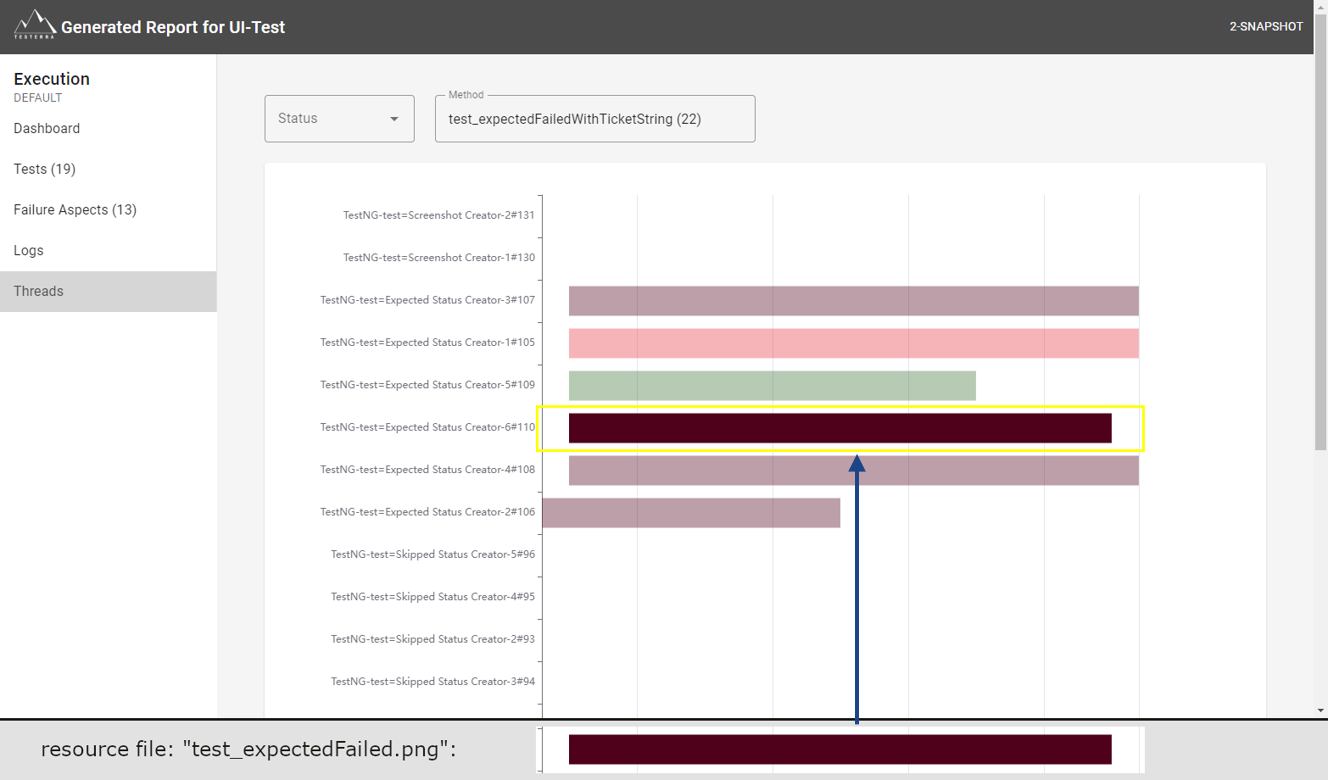 TESTERRA
Generated Report for UI-Test
2-SNAPSHOT
Execution
DEFAULT
Dashboard
Tests (19)
Failure Aspects (13)
Logs
Threads
Status
Method
test_expectedFailedWithTicketString (22)
TestNG-test=Screenshot Creator-2#131
TestNG-test=Screenshot Creator-1#130
TestNG-test=Expected Status Creator-3#107
TestNG-test=Expected Status Creator-1#105
TestNG-test=Expected Status Creator-5#109
TestNG-test=Expected Status Creator-6#110
TestNG-test=Expected Status Creator-4#108
TestNG-test=Expected Status Creator-2#106
TestNG-test=Skipped Status Creator-5#96
TestNG-test=Skipped Status Creator-4#95
TestNG-test=Skipped Status Creator-2#93
TestNG-test=Skipped Status Creator-3#94
resource file: "test_expectedFailed.png":